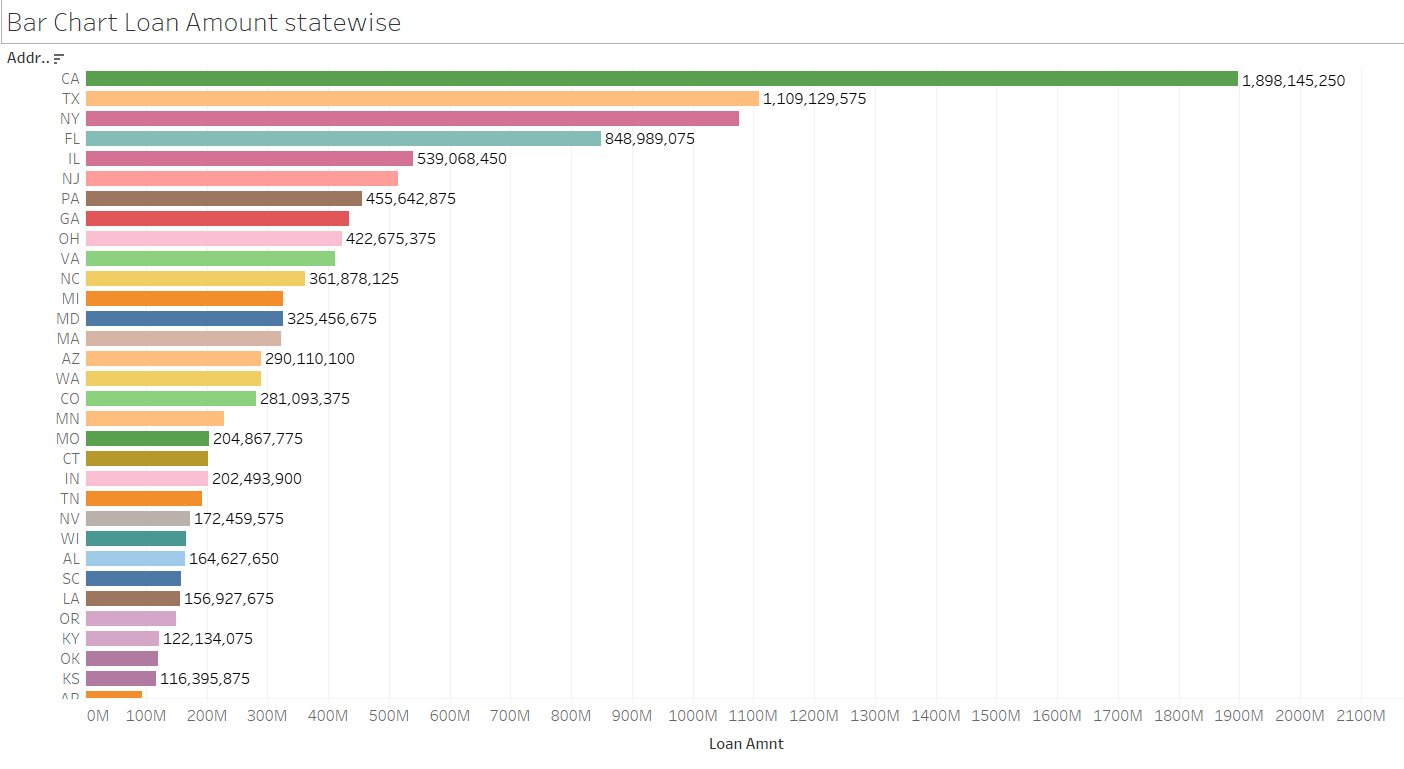 Bar Chart Loan Amount statewise
Addr..
CA 1,898,145,250
TX 1,109,129,575
NY
FL 848,989,075
IL 539,068,450
NJ
PA 455,642,875
GA
OH 422,675,375
VA
NC 361,878,125
MI
MD 325,456,675
MA
AZ 290,110,100
WA
CO 281,093,375
MN
MO 204,867,775
CT
IN 202,493,900
TN
NV 172,459,575
WI
AL 164,627,650
SC
LA 156,927,675
OR
KY 122,134,075
OK
KS 116,395,875
0M 100M 200M 300M 400M 500M 600M 700M 800M 900M 1000M 1100M 1200M 1300M 1400M 1500M 1600M 1700M 1800M 1900M 2000M 2100M
Loan Amnt